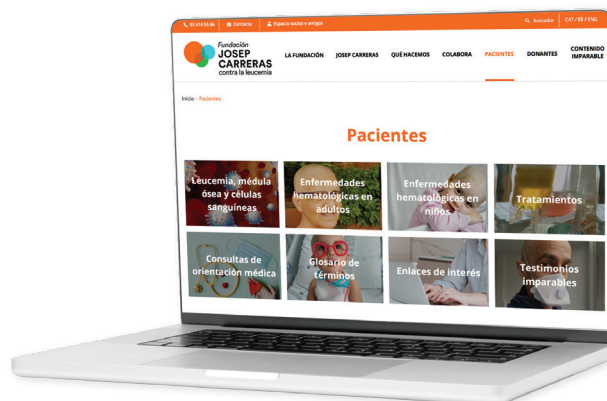 93 414 55 66 Contacta Espacio socios y amigos Buscador CAT / ES / ENG
Fundación
JOSEP
CARRERAS
contra la leucemia
LA FUNDACIÓN JOSEP CARRERAS QUÉ HACEMOS COLABORA PACIENTES DONANTES CONTENIDO
IMPARABLE
Inicio - Pacientes
Pacientes
Leucemia, médula
ósea y células
sanguíneas
Enfermedades
hematológicas en
adultos
Enfermedades
hematológicas en
niños
Tratamientos
Consultas de
orientación médica
Glosario de
términos
Enlaces de interés
Testimonios
imparables